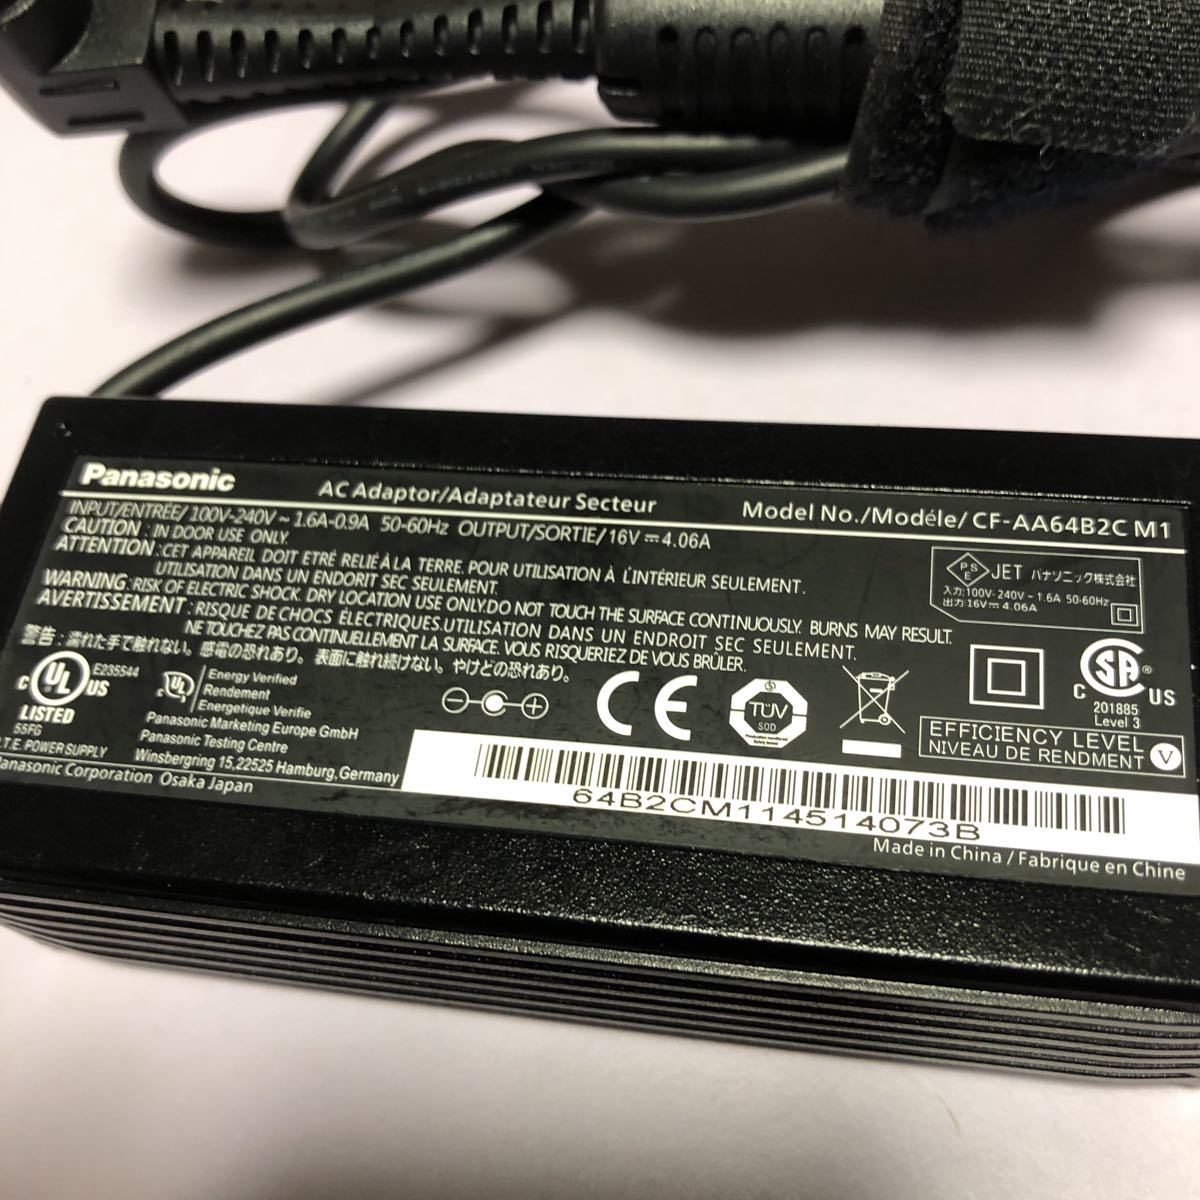 Panasonic
AC Adaptor/Adaptateur Secteur
Model No./Modéle/ CF-AA64B2C M1
INPUT/ENTRÉE/ 100V-240V ~ 1.6A-0.9A 50-60Hz OUTPUT/SORTIE/ 16V ⎓ 4.06A
CAUTION : IN DOOR USE ONLY.
ATTENTION : CET APPAREIL DOIT ETRÉ RELIÉ À LA TERRE. POUR UTILISATION À L'INTÉRIEUR SEULEMENT.
UTILISATION DANS UN ENDORIT SEC SEULEMENT.
WARNING: RISK OF ELECTRIC SHOCK. DRY LOCATION USE ONLY.DO NOT TOUCH THE SURFACE CONTINUOUSLY. BURNS MAY RESULT.
AVERTISSEMENT : RISQUE DE CHOCS ÉLECTRIQUES.UTILISATION DANS UN ENDROIT SEC SEULEMENT.
NE TOUCHEZ PAS CONTINUELLEMENT LA SURFACE. VOUS RISQUERIEZ DE VOUS BRÛLER.
警告 : 濡れた手で触れない。感電の恐れあり。表面に触れ続けない。やけどの恐れあり。
PSE JET パナソニック株式会社
入力:100V-240V ~ 1.6A 50-60Hz
出力:16V ⎓ 4.06A
C UL US
E235544
LISTED
55FG
I.T.E. POWER SUPPLY
Panasonic Corporation Osaka Japan
UL
Energy Verified
Rendement
Energetique Verifie
Panasonic Marketing Europe GmbH
Panasonic Testing Centre
Winsbergring 15,22525 Hamburg,Germany
CE
TÜV
SÜD
C SA ® US
201885
Level 3
EFFICIENCY LEVEL
NIVEAU DE RENDMENT
V
64B2CM114514073B
Made in China / Fabrique en Chine